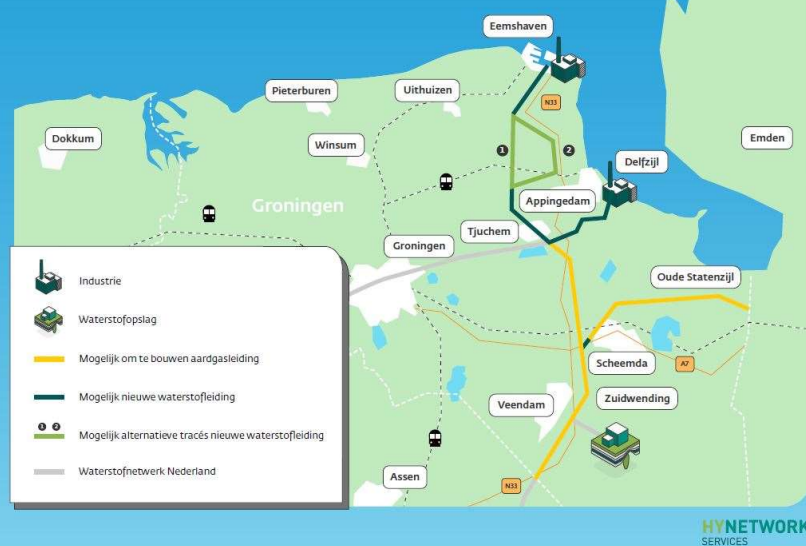 Eemshaven
Pieterburen
Uithuizen
N33
Dokkum
Winsum
Emden
1
2
Delfzijl
Appingedam
Groningen
Tjuchem
Groningen
Oude Statenzijl
Industrie
Waterstofopslag
Mogelijk om te bouwen aardgasleiding
Scheemda
A7
Mogelijk nieuwe waterstofleiding
Veendam
Zuidwending
1 2
Mogelijk alternatieve tracés nieuwe waterstofleiding
Waterstofnetwerk Nederland
Assen
N33
HYNETWORK
SERVICES